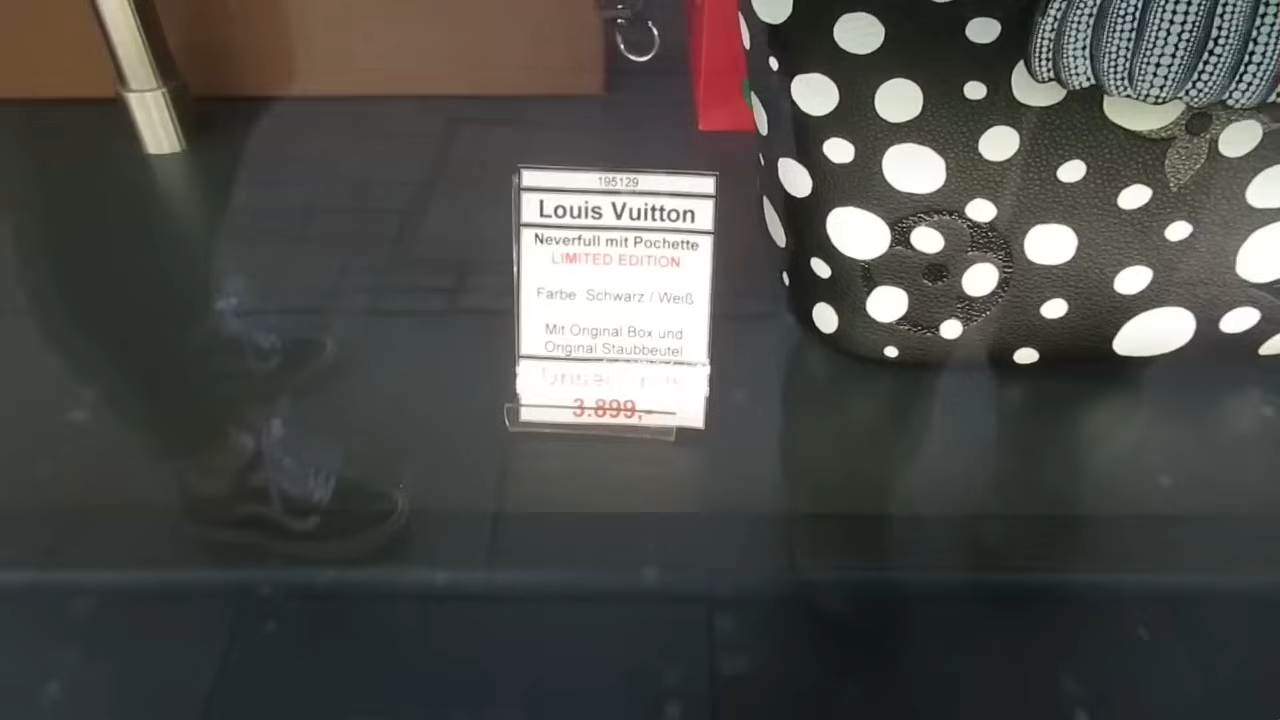 195129
Louis Vuitton
Neverfull mit Pochette
LIMITED EDITION
Farbe Schwarz / Weiß
Mit Original Box und
Original Staubbeutel
3.899,-